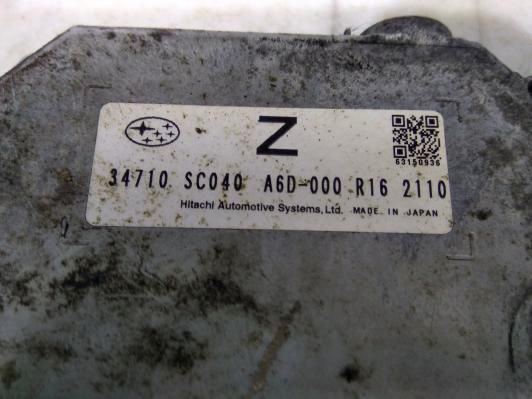 Z
63150936
34710 SC040 A6D-000 R16 2110
Hitachi Automotive Systems,Ltd. MADE IN JAPAN